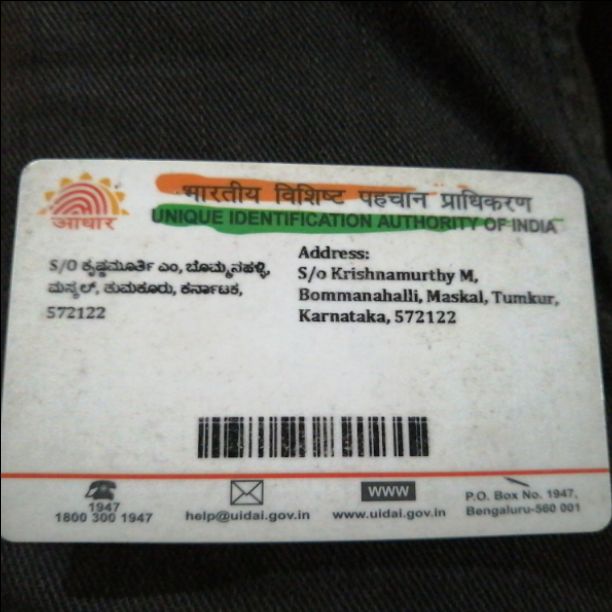 भारतीय विशिष्ट पहचान प्राधिकरण
UNIQUE IDENTIFICATION AUTHORITY OF INDIA
आधार
S/O ಕೃಷ್ಣಮೂರ್ತಿ ಎಂ, ಬೊಮ್ಮನಹಳ್ಳಿ,
ಮಸ್ಕಲ್, ತುಮಕೂರು, ಕರ್ನಾಟಕ,
572122
Address:
S/o Krishnamurthy M,
Bommanahalli, Maskal, Tumkur,
Karnataka, 572122
1947
1800 300 1947
help@uidai.gov.in
WWW
www.uidai.gov.in
P.O. Box No. 1947,
Bengaluru-560 001